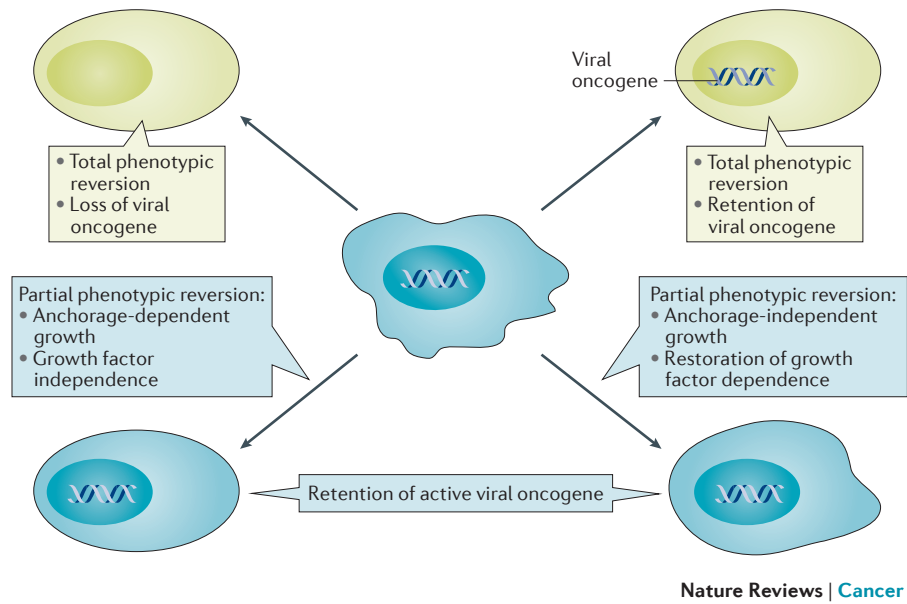 Viral
oncogene
• Total phenotypic
reversion
• Loss of viral
oncogene
• Total phenotypic
reversion
• Retention of
viral oncogene
Partial phenotypic reversion:
• Anchorage-dependent
growth
• Growth factor
independence
Partial phenotypic reversion:
• Anchorage-independent
growth
• Restoration of growth
factor dependence
Retention of active viral oncogene
Nature Reviews | Cancer